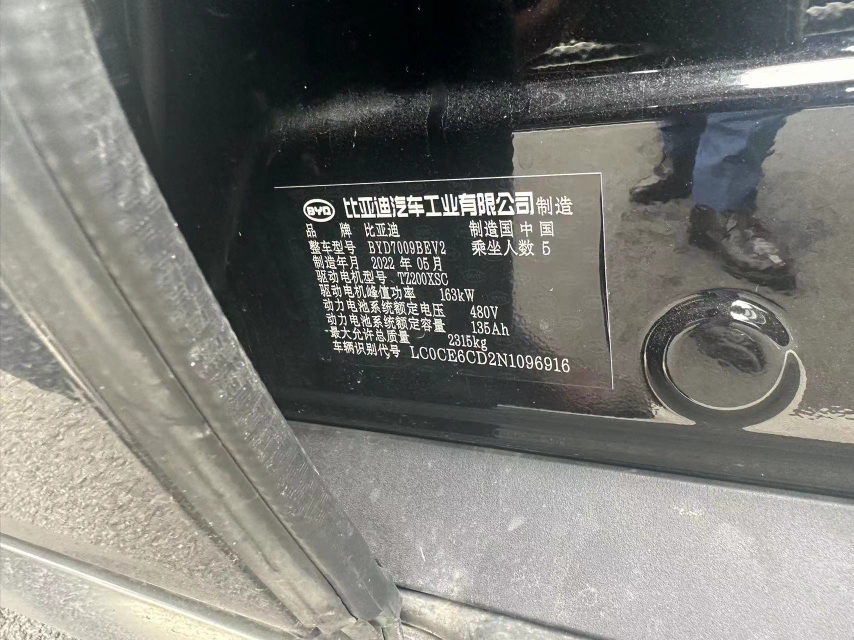 BYD 比亚迪汽车工业有限公司制造
品 牌 比亚迪 制造国 中国
整车型号 BYD7009BEV2 乘坐人数 5
制造年月 2022 年 05 月
驱动电机型号 TZ200XSC
驱动电机峰值功率 163kW
动力电池系统额定电压 480V
动力电池系统额定容量 135Ah
最大允许总质量 2315kg
车辆识别代号 LC0CE6CD2N1096916